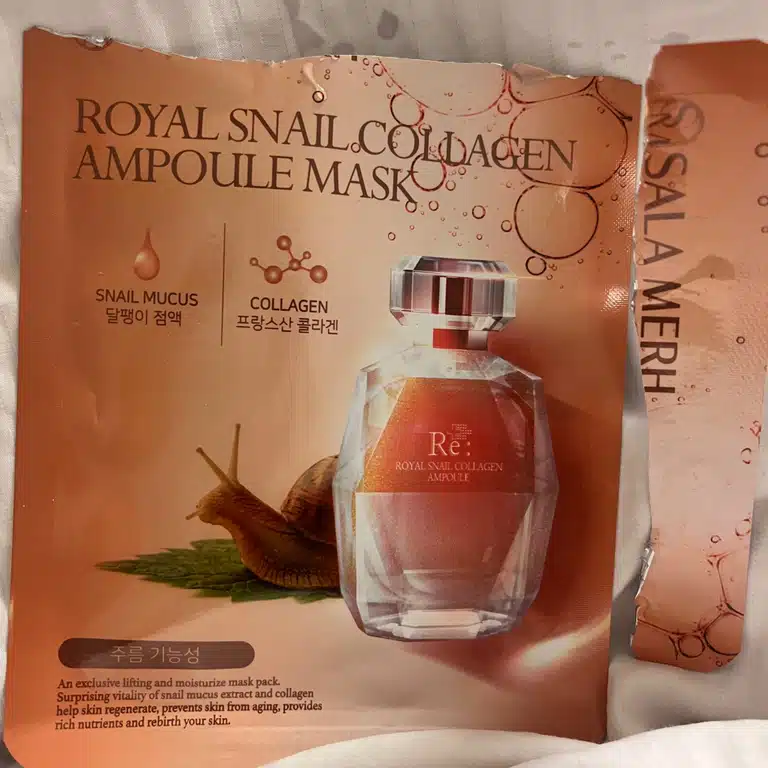 ROYAL SNAIL COLLAGEN
AMPOULE MASK
SNAIL MUCUS
달팽이 점액
COLLAGEN
프랑스산 콜라겐
Re:
ROYAL SNAIL COLLAGEN
AMPOULE
주름 기능성
An exclusive lifting and moisturize mask pack.
Surprising vitality of snail mucus extract and collagen
help skin regenerate, prevents skin from aging, provides
rich nutrients and rebirth your skin.
SALA MERH